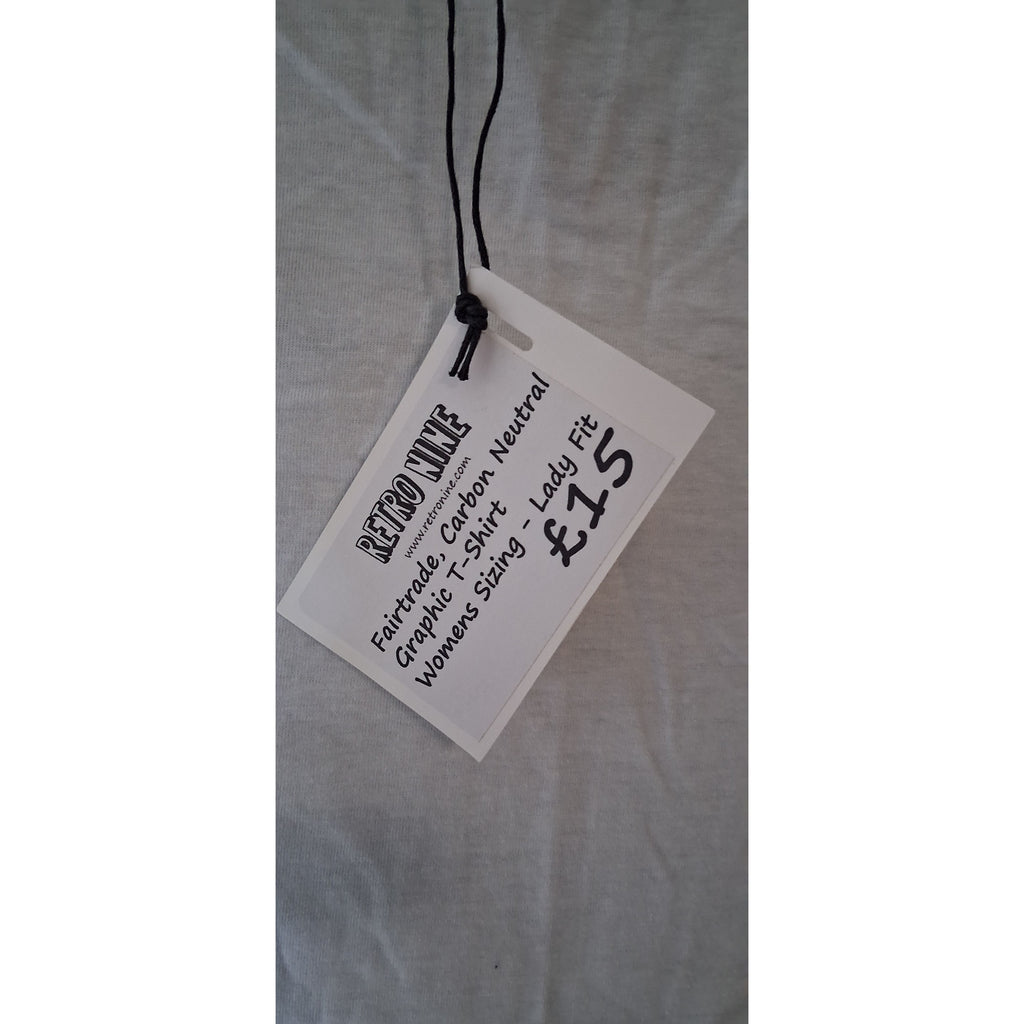 RETRO NINE
www.retronine.com
Fairtrade, Carbon Neutral
Graphic T-Shirt
Womens Sizing - Lady Fit
£15